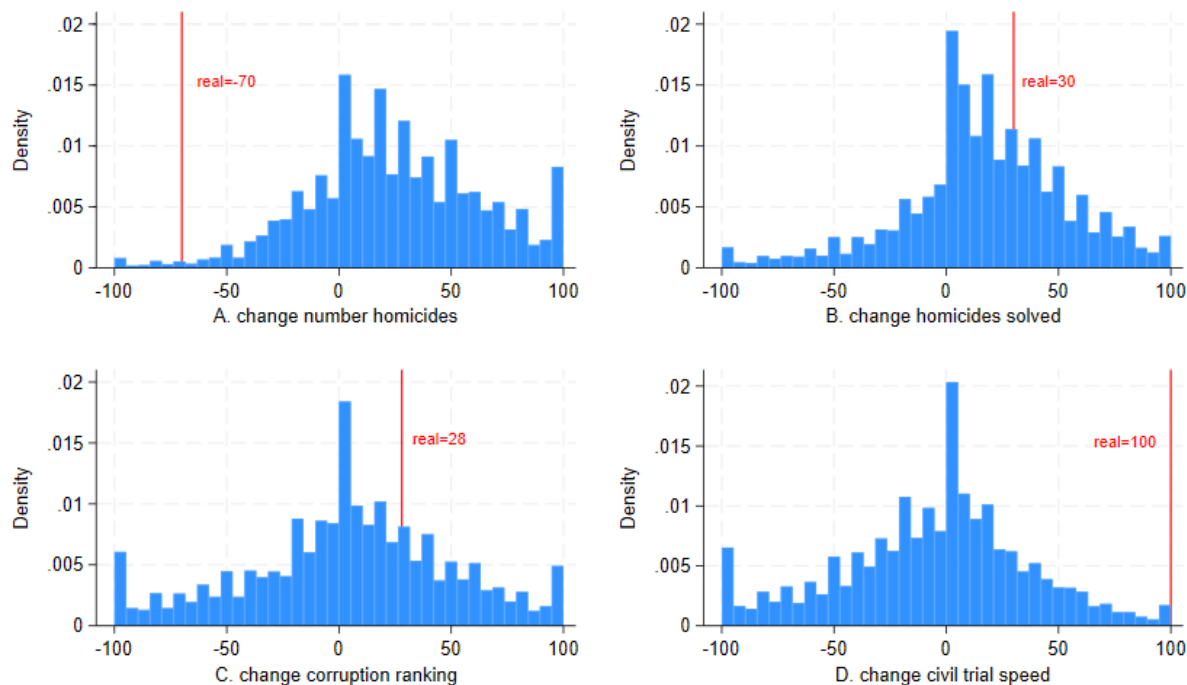 .02
.015
.01
.005
0
Density
real=-70
-100 -50 0 50 100
A. change number homicides
.02
.015
.01
.005
0
Density
real=30
-100 -50 0 50 100
B. change homicides solved
.02
.015
.01
.005
0
Density
real=28
-100 -50 0 50 100
C. change corruption ranking
.02
.015
.01
.005
0
Density
real=100
-100 -50 0 50 100
D. change civil trial speed